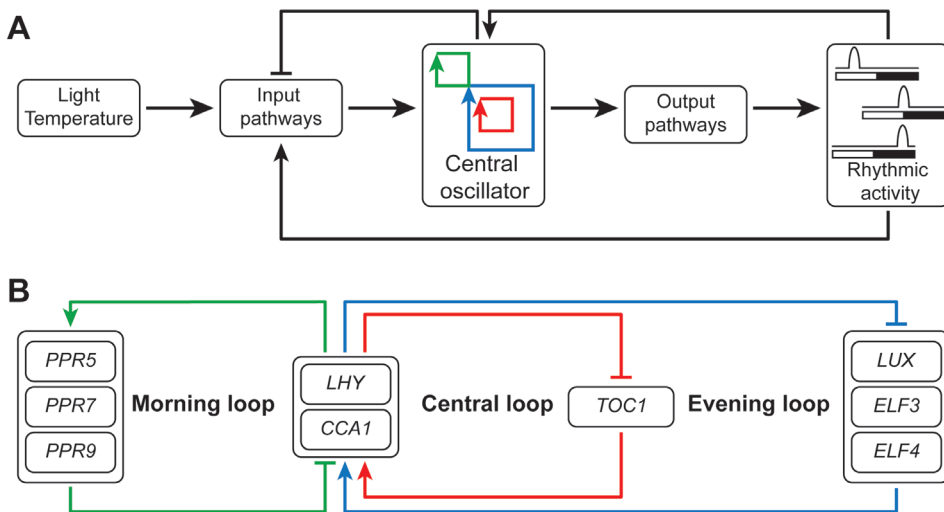 A
Light
Temperature
Input
pathways
Central
oscillator
Output
pathways
Rhythmic
activity
B
PPR5
PPR7
PPR9
Morning loop
LHY
CCA1
Central loop
TOC1
Evening loop
LUX
ELF3
ELF4